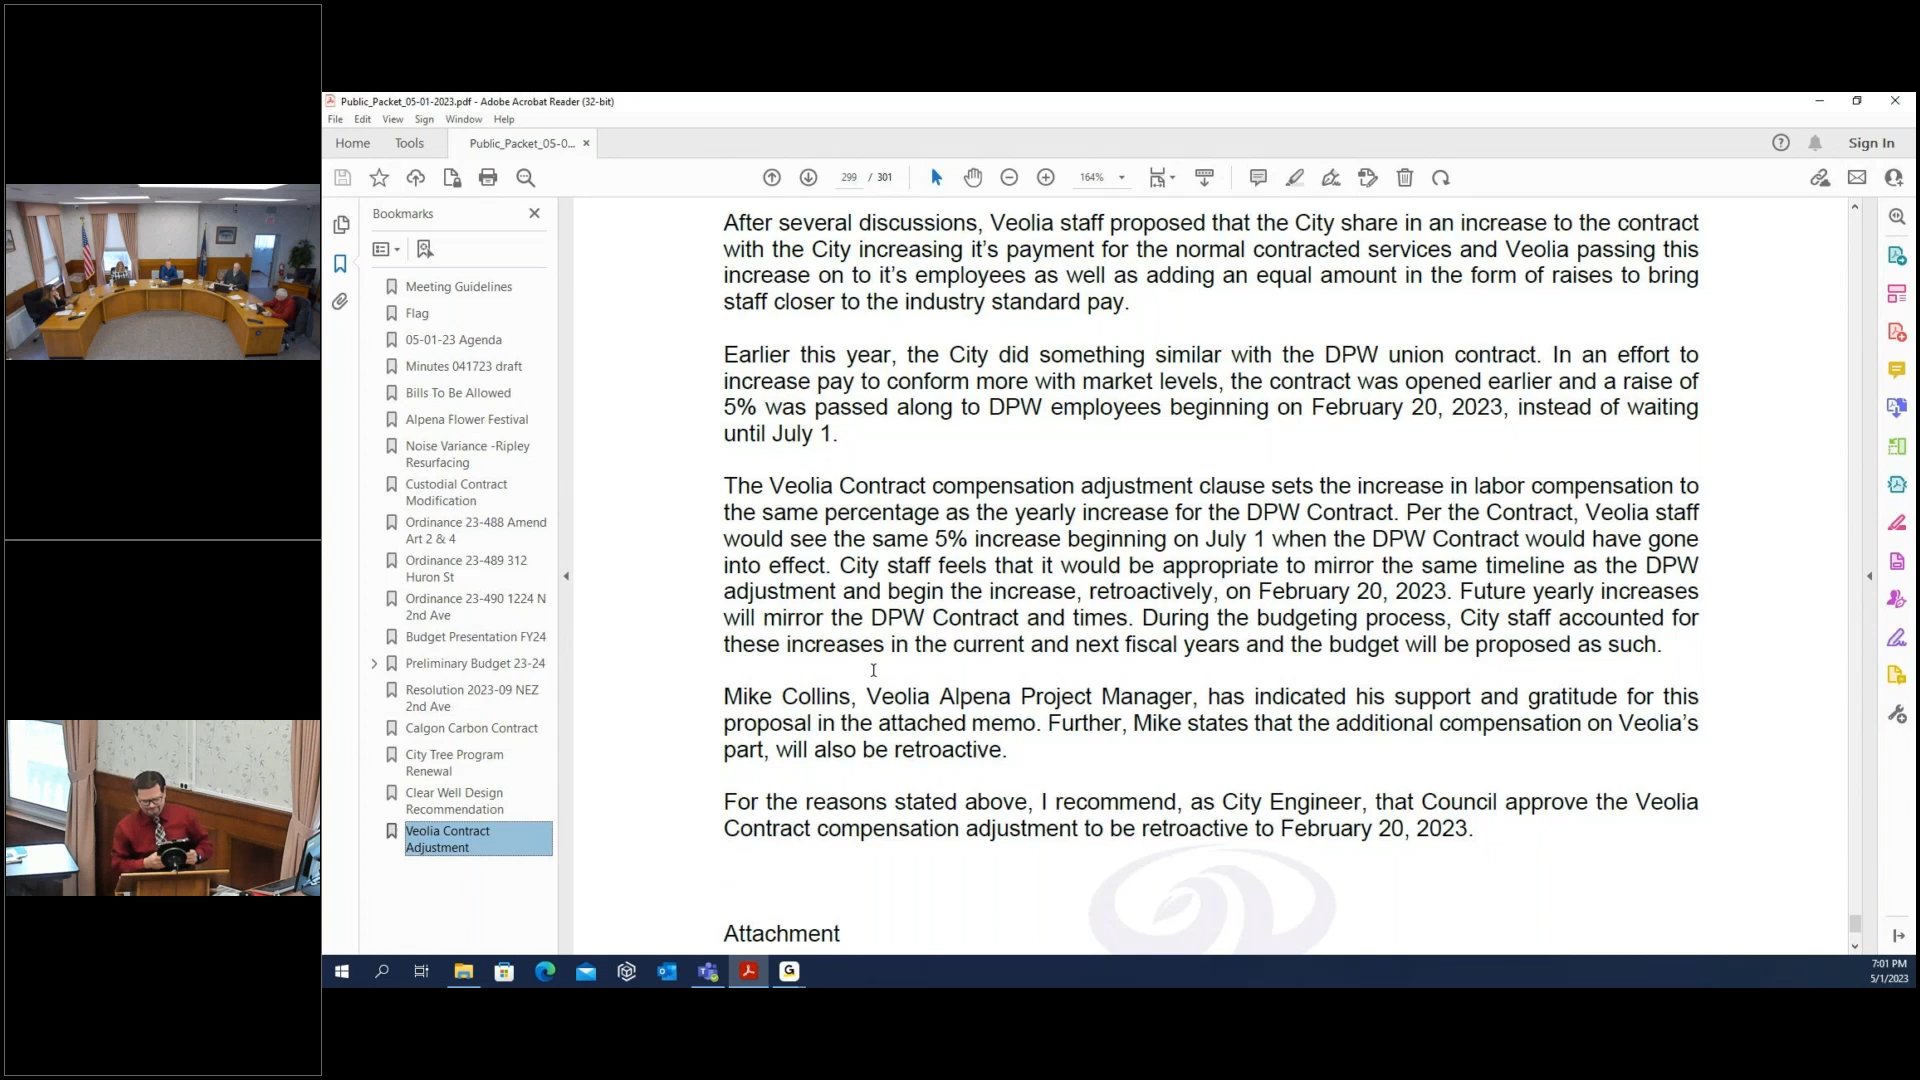 Public_Packet_05-01-2023.pdf - Adobe Acrobat Reader (32-bit)
File Edit View Sign Window Help
Home Tools Public_Packet_05-0... × Sign In
299 / 301 164%
Bookmarks
Meeting Guidelines
Flag
05-01-23 Agenda
Minutes 041723 draft
Bills To Be Allowed
Alpena Flower Festival
Noise Variance -Ripley
Resurfacing
Custodial Contract
Modification
Ordinance 23-488 Amend
Art 2 & 4
Ordinance 23-489 312
Huron St
Ordinance 23-490 1224 N
2nd Ave
Budget Presentation FY24
Preliminary Budget 23-24
Resolution 2023-09 NEZ
2nd Ave
Calgon Carbon Contract
City Tree Program
Renewal
Clear Well Design
Recommendation
Veolia Contract
Adjustment
After several discussions, Veolia staff proposed that the City share in an increase to the contract
with the City increasing it's payment for the normal contracted services and Veolia passing this
increase on to it's employees as well as adding an equal amount in the form of raises to bring
staff closer to the industry standard pay.
Earlier this year, the City did something similar with the DPW union contract. In an effort to
increase pay to conform more with market levels, the contract was opened earlier and a raise of
5% was passed along to DPW employees beginning on February 20, 2023, instead of waiting
until July 1.
The Veolia Contract compensation adjustment clause sets the increase in labor compensation to
the same percentage as the yearly increase for the DPW Contract. Per the Contract, Veolia staff
would see the same 5% increase beginning on July 1 when the DPW Contract would have gone
into effect. City staff feels that it would be appropriate to mirror the same timeline as the DPW
adjustment and begin the increase, retroactively, on February 20, 2023. Future yearly increases
will mirror the DPW Contract and times. During the budgeting process, City staff accounted for
these increases in the current and next fiscal years and the budget will be proposed as such.
Mike Collins, Veolia Alpena Project Manager, has indicated his support and gratitude for this
proposal in the attached memo. Further, Mike states that the additional compensation on Veolia's
part, will also be retroactive.
For the reasons stated above, I recommend, as City Engineer, that Council approve the Veolia
Contract compensation adjustment to be retroactive to February 20, 2023.
Attachment
7:01 PM
5/1/2023